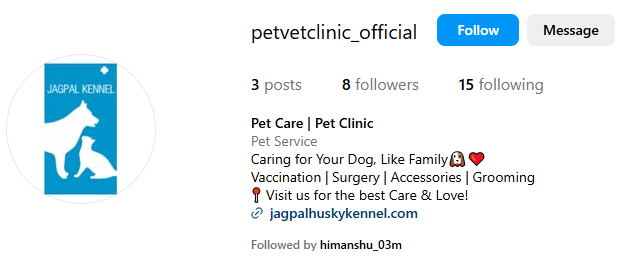 petvetclinic_official
Follow
Message
JAGPAL KENNEL
3 posts 8 followers 15 following
Pet Care | Pet Clinic
Pet Service
Caring for Your Dog, Like Family🐶❤️
Vaccination | Surgery | Accessories | Grooming
📍Visit us for the best Care & Love!
jagpalhuskykennel.com
Followed by himanshu_03m